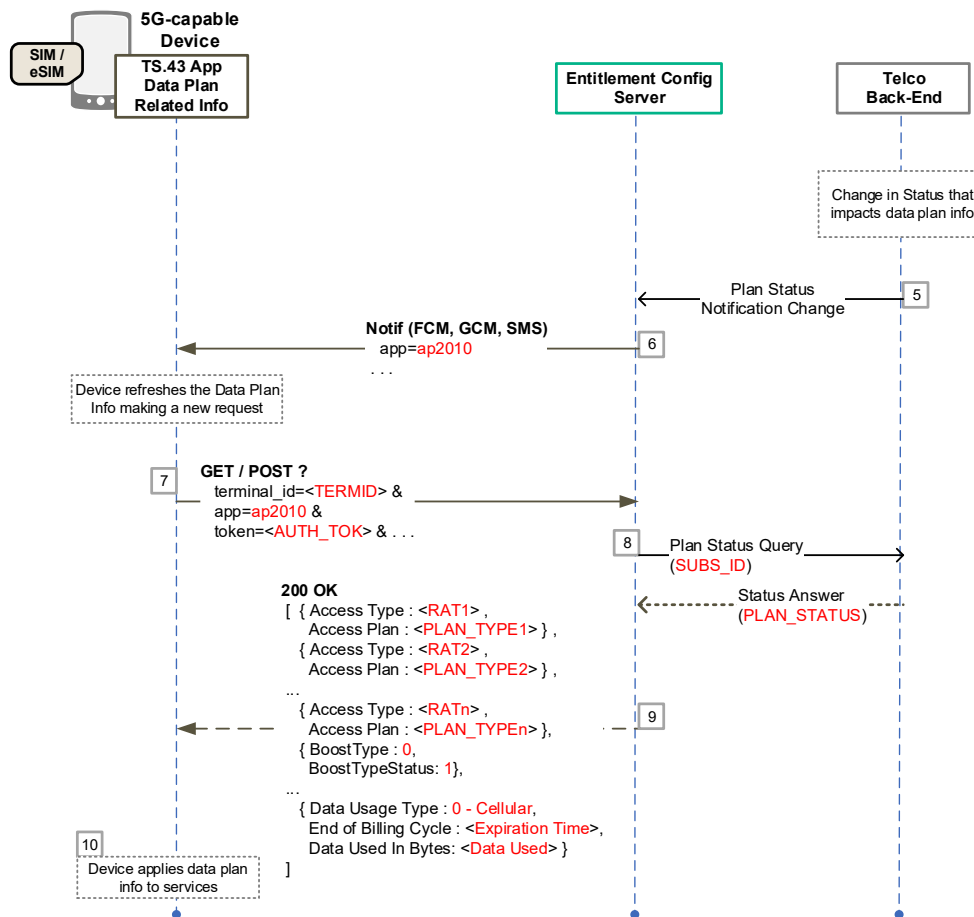 5G-capable
Device
SIM /
eSIM
TS.43 App
Data Plan
Related Info
Entitlement Config
Server
Telco
Back-End
Change in Status that
impacts data plan info
Plan Status
Notification Change
5
Notif (FCM, GCM, SMS)
app=ap2010
. . .
6
Device refreshes the Data Plan
Info making a new request
7
GET / POST ?
terminal_id=<TERMID> &
app=ap2010 &
token=<AUTH_TOK> & . . .
8
Plan Status Query
(SUBS_ID)
Status Answer
(PLAN_STATUS)
200 OK
[ { Access Type : <RAT1> ,
Access Plan : <PLAN_TYPE1> } ,
{ Access Type : <RAT2> ,
Access Plan : <PLAN_TYPE2> } ,
...
{ Access Type : <RATn> ,
Access Plan : <PLAN_TYPEn> },
{ BoostType : 0,
BoostTypeStatus: 1},
...
{ Data Usage Type : 0 - Cellular,
End of Billing Cycle : <Expiration Time>,
Data Used In Bytes: <Data Used> }
]
9
10
Device applies data plan
info to services